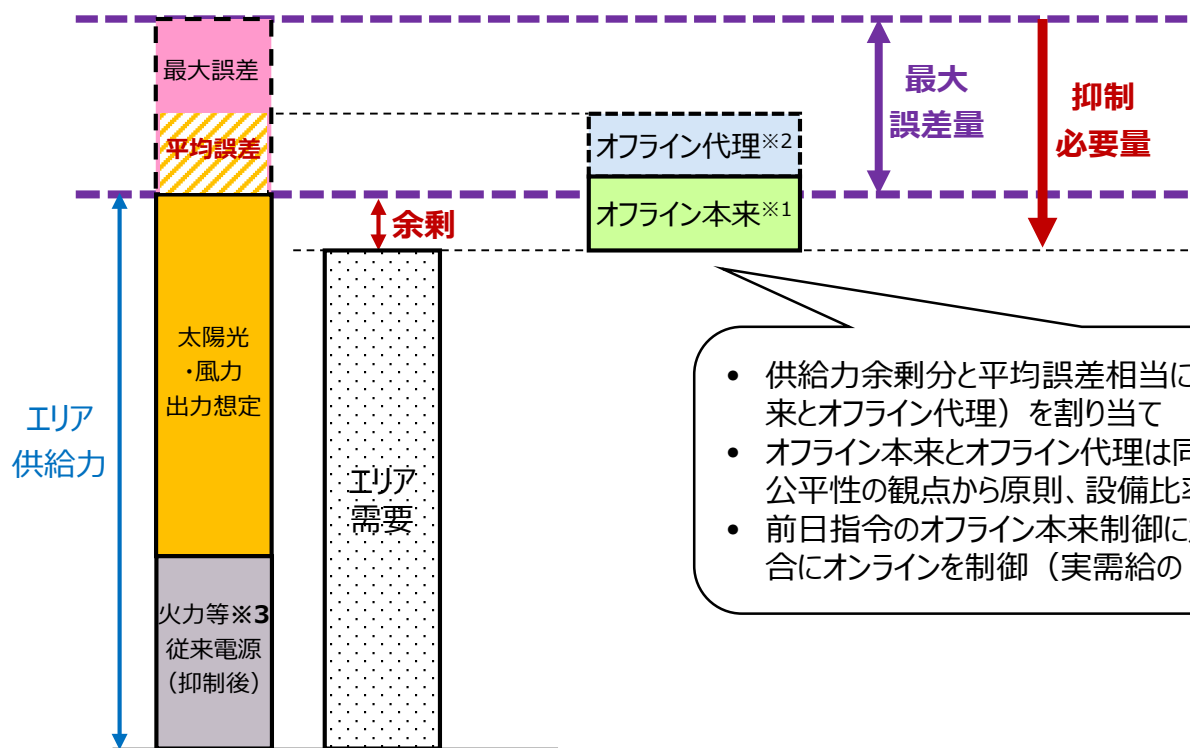 最大誤差
平均誤差
太陽光
・風力
出力想定
火力等※3
従来電源
（抑制後）
エリア
供給力
余剰
エリア
需要
オフライン代理※2
オフライン本来※1
最大
誤差量
抑制
必要量
• 供給力余剰分と平均誤差相当に
来とオフライン代理）を割り当て
• オフライン本来とオフライン代理は同
公平性の観点から原則、設備比率
• 前日指令のオフライン本来制御に
合にオンラインを制御（実需給の